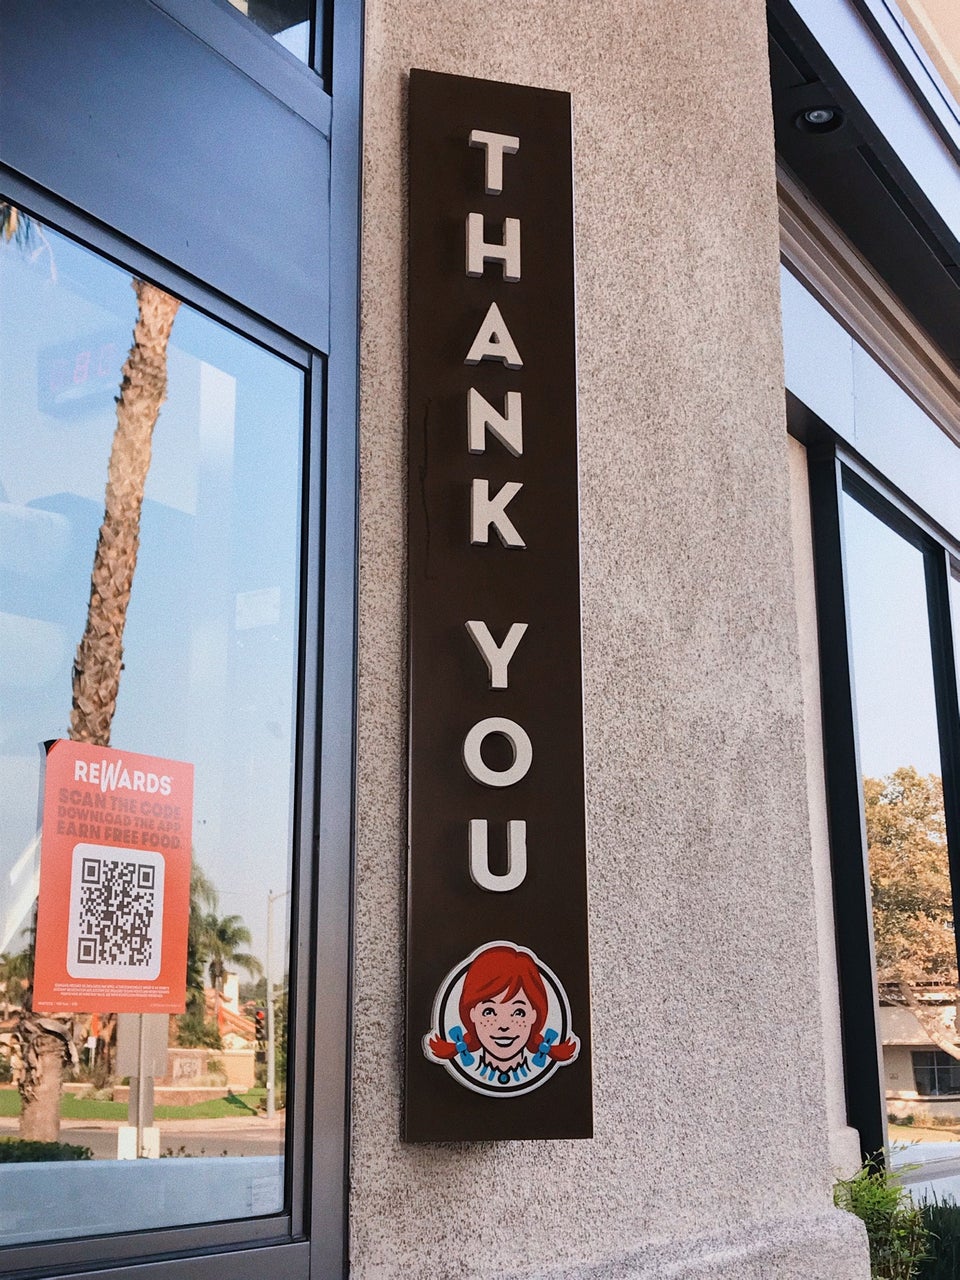 THANK YOU
REWARDS
SCAN THE CODE
DOWNLOAD THE APP
EARN FREE FOOD